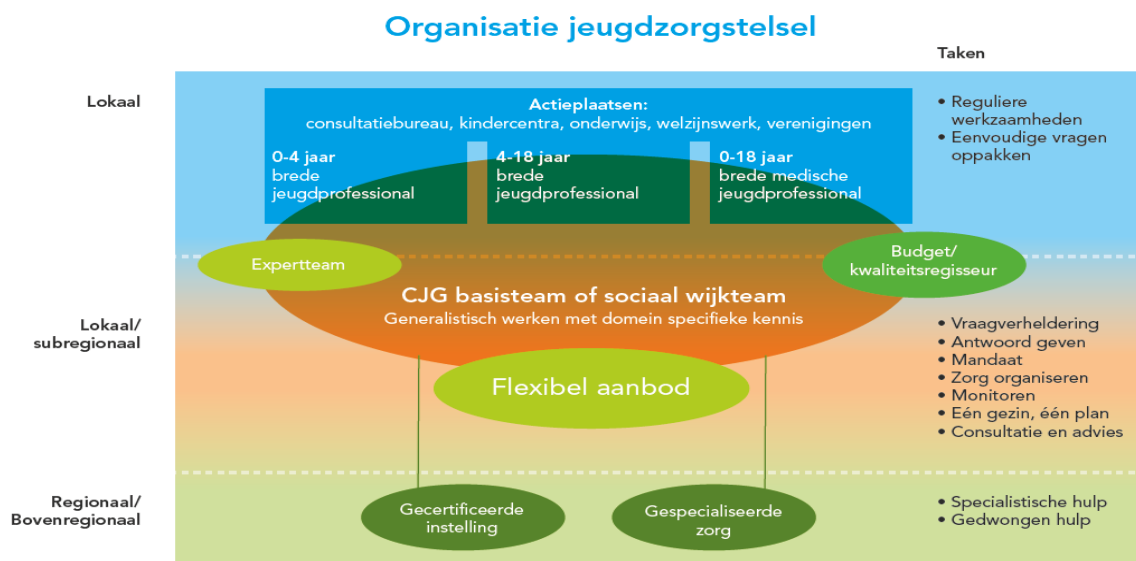 Organisatie jeugdzorgstelsel
Taken
Lokaal
Actieplaatsen:
consultatiebureau, kindercentra, onderwijs, welzijnswerk, verenigingen
0-4 jaar
brede
jeugdprofessional
4-18 jaar
brede
jeugdprofessional
0-18 jaar
brede medische
jeugdprofessional
• Reguliere
werkzaamheden
• Eenvoudige vragen
oppakken
Expertteam
Budget/
kwaliteitsregisseur
CJG basisteam of sociaal wijkteam
Generalistisch werken met domein specifieke kennis
Lokaal/
subregionaal
Flexibel aanbod
• Vraagverheldering
• Antwoord geven
• Mandaat
• Zorg organiseren
• Monitoren
• Eén gezin, één plan
• Consultatie en advies
Regionaal/
Bovenregionaal
Gecertificeerde
instelling
Gespecialiseerde
zorg
• Specialistische hulp
• Gedwongen hulp